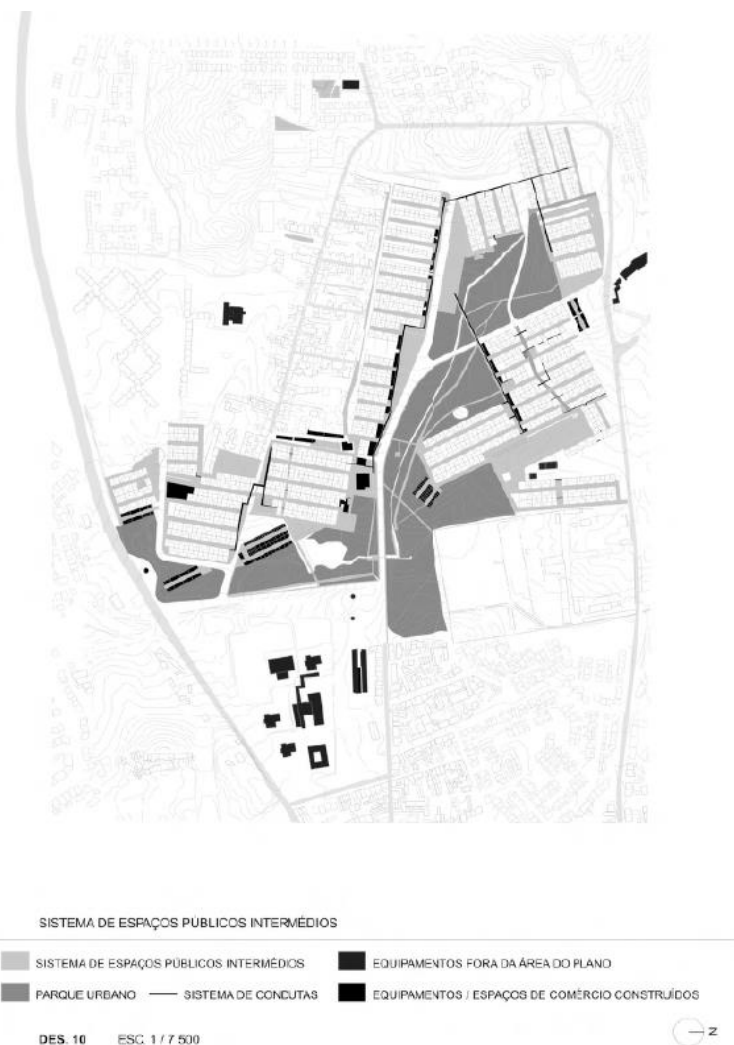 SISTEMA DE ESPAÇOS PÚBLICOS INTERMÉDIOS
SISTEMA DE ESPAÇOS PÚBLICOS INTERMÉDIOS
EQUIPAMENTOS FORA DA ÁREA DO PLANO
PARQUE URBANO
SISTEMA DE CONDUTAS
EQUIPAMENTOS / ESPAÇOS DE COMÉRCIO CONSTRUÍDOS
DES. 10 ESC. 1 / 7 500
N